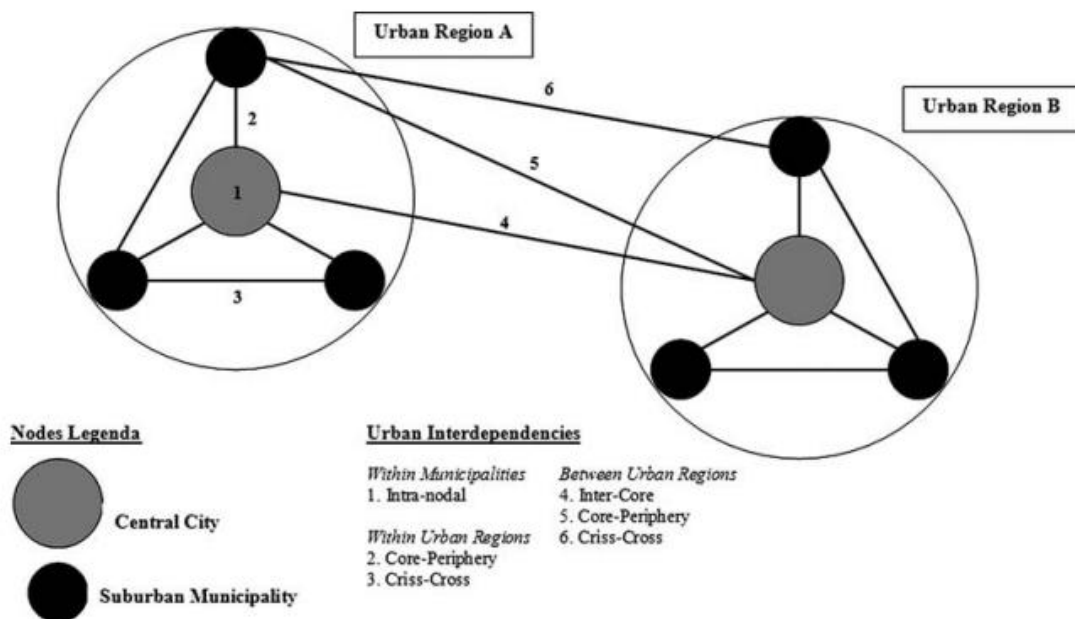 Urban Region A
Urban Region B
6
2
5
1
4
3
Nodes Legenda
Central City
Suburban Municipality
Urban Interdependencies
Within Municipalities
1. Intra-nodal
Within Urban Regions
2. Core-Periphery
3. Criss-Cross
Between Urban Regions
4. Inter-Core
5. Core-Periphery
6. Criss-Cross